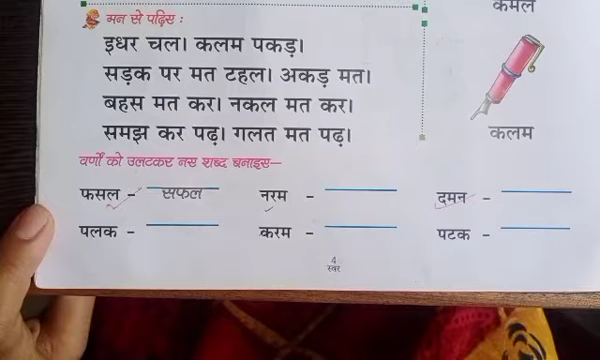 कमल
मन से पढ़िए :
इधर चल। कलम पकड़।
सड़क पर मत टहल। अकड़ मत।
बहस मत कर। नकल मत कर।
समझ कर पढ़। गलत मत पढ़।
कलम
वर्णों को उलटकर नए शब्द बनाइए—
फसल - सफल नरम - दमन -
पलक - करम - पटक -
4
स्वर